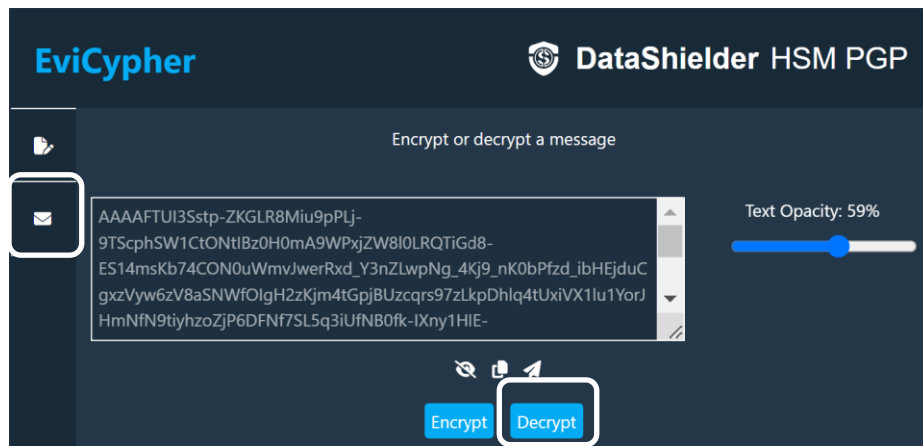 EviCypher
DataShielder HSM PGP
Encrypt or decrypt a message
AAAAFTUI3Sstp-ZKGLR8Miu9pPLj-
9TScphSW1CtONtIBz0H0mA9WPxjZW8l0LRQTiGd8-
ES14msKb74CON0uWmvJwerRxd_Y3nZLwpNg_4Kj9_nK0bPfzd_ibHEjduC
gxzVyw6zV8aSNWfOIgH2zKjm4tGpjBUzcqrs97zLkpDhlq4tUxiVX1lu1YorJ
HmNfN9tiyhzoZjP6DFNf7SL5q3iUfNB0fk-IXny1HIE-
Text Opacity: 59%
Encrypt
Decrypt